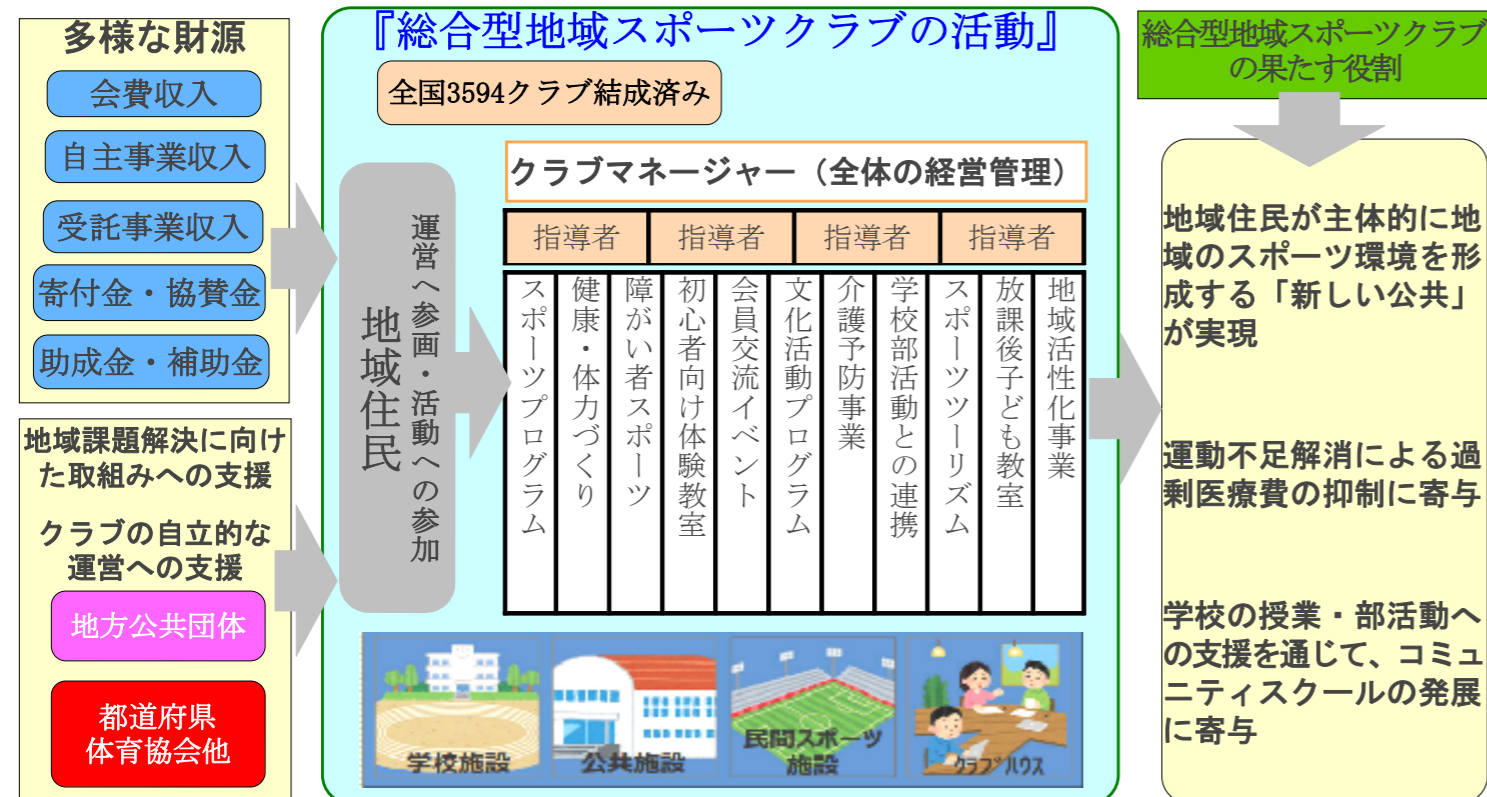 多様な財源
会費収入
自主事業収入
受託事業収入
寄付金・協賛金
助成金・補助金
地域課題解決に向け
た取組みへの支援
クラブの自立的な
運営への支援
地方公共団体
都道府県
体育協会他
『総合型地域スポーツクラブの活動』
全国3594クラブ結成済み
地域住民
運営へ参画・活動への参加
クラブマネージャー（全体の経営管理）
指導者
指導者
指導者
指導者
スポーツプログラム
健康・体力づくり
障がい者スポーツ
初心者向け体験教室
会員交流イベント
文化活動プログラム
介護予防事業
学校部活動との連携
スポーツツーリズム
放課後子ども教室
地域活性化事業
学校施設
公共施設
民間スポーツ
施設
クラブハウス
総合型地域スポーツクラブ
の果たす役割
地域住民が主体的に地
域のスポーツ環境を形
成する「新しい公共」
が実現
運動不足解消による過
剰医療費の抑制に寄与
学校の授業・部活動へ
の支援を通じて、コミュ
ニティスクールの発展
に寄与